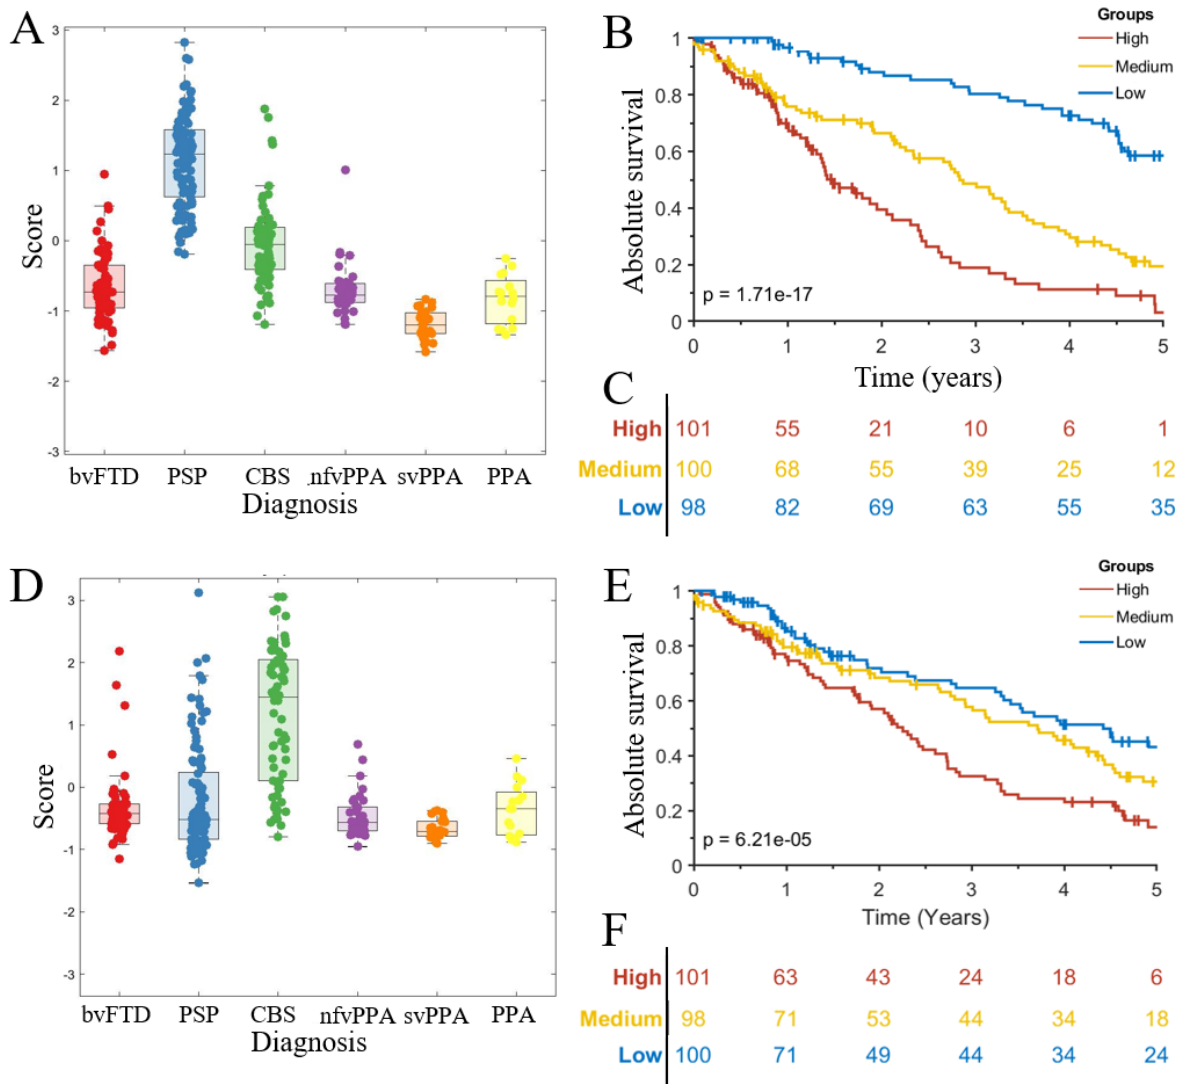 A
3
2
1
0
-1
-2
-3
Score
bvFTD PSP CBS nfvPPA svPPA PPA
Diagnosis
B
Groups
High
Medium
Low
1
0.8
0.6
0.4
0.2
0
Absolute survival
p = 1.71e-17
0 1 2 3 4 5
Time (years)
C
High 101 55 21 10 6 1
Medium 100 68 55 39 25 12
Low 98 82 69 63 55 35
D
3
2
1
0
-1
-2
-3
Score
bvFTD PSP CBS nfvPPA svPPA PPA
Diagnosis
E
Groups
High
Medium
Low
1
0.8
0.6
0.4
0.2
0
Absolute survival
p = 6.21e-05
0 1 2 3 4 5
Time (Years)
F
High 101 63 43 24 18 6
Medium 98 71 53 44 34 18
Low 100 71 49 44 34 24